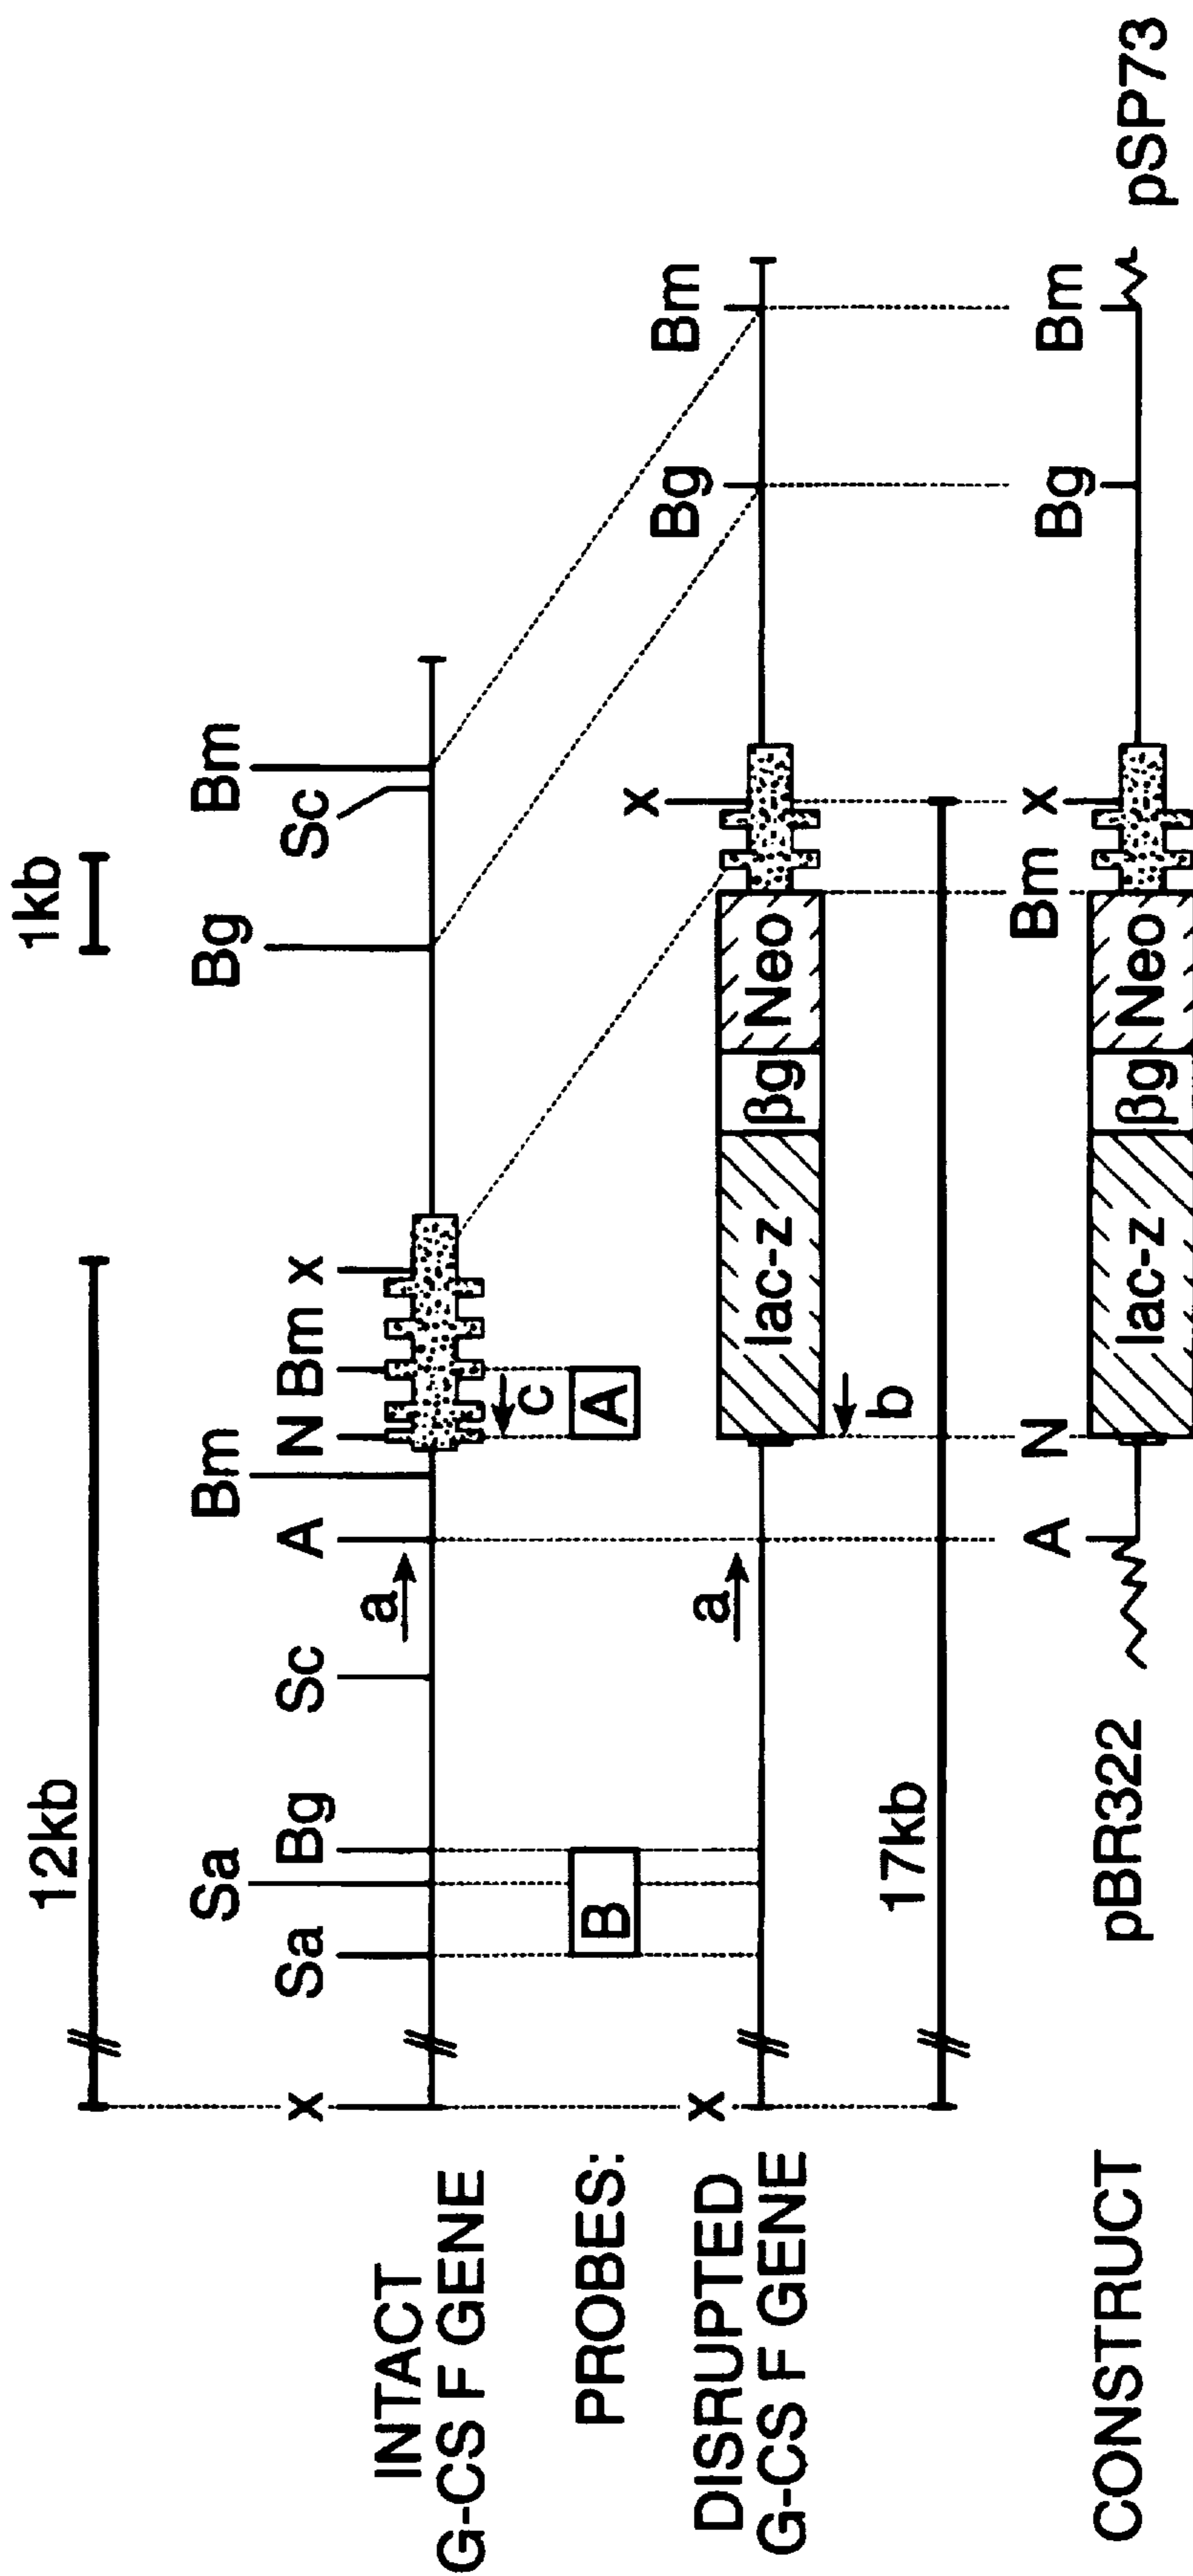 1kb
12kb
Sa
Bm
Bg
Bm
x
Sa
Bg
Sc
A
N
Bm
x
Sc
INTACT
G-CS F GENE
a
c
PROBES:
B
A
x
x
Bg
Bm
DISRUPTED
G-CS F GENE
a
lac-z
βg
Neo
b
17kb
A
N
Bm
x
Bg
Bm
CONSTRUCT
pBR322
lac-z
βg
Neo
pSP73